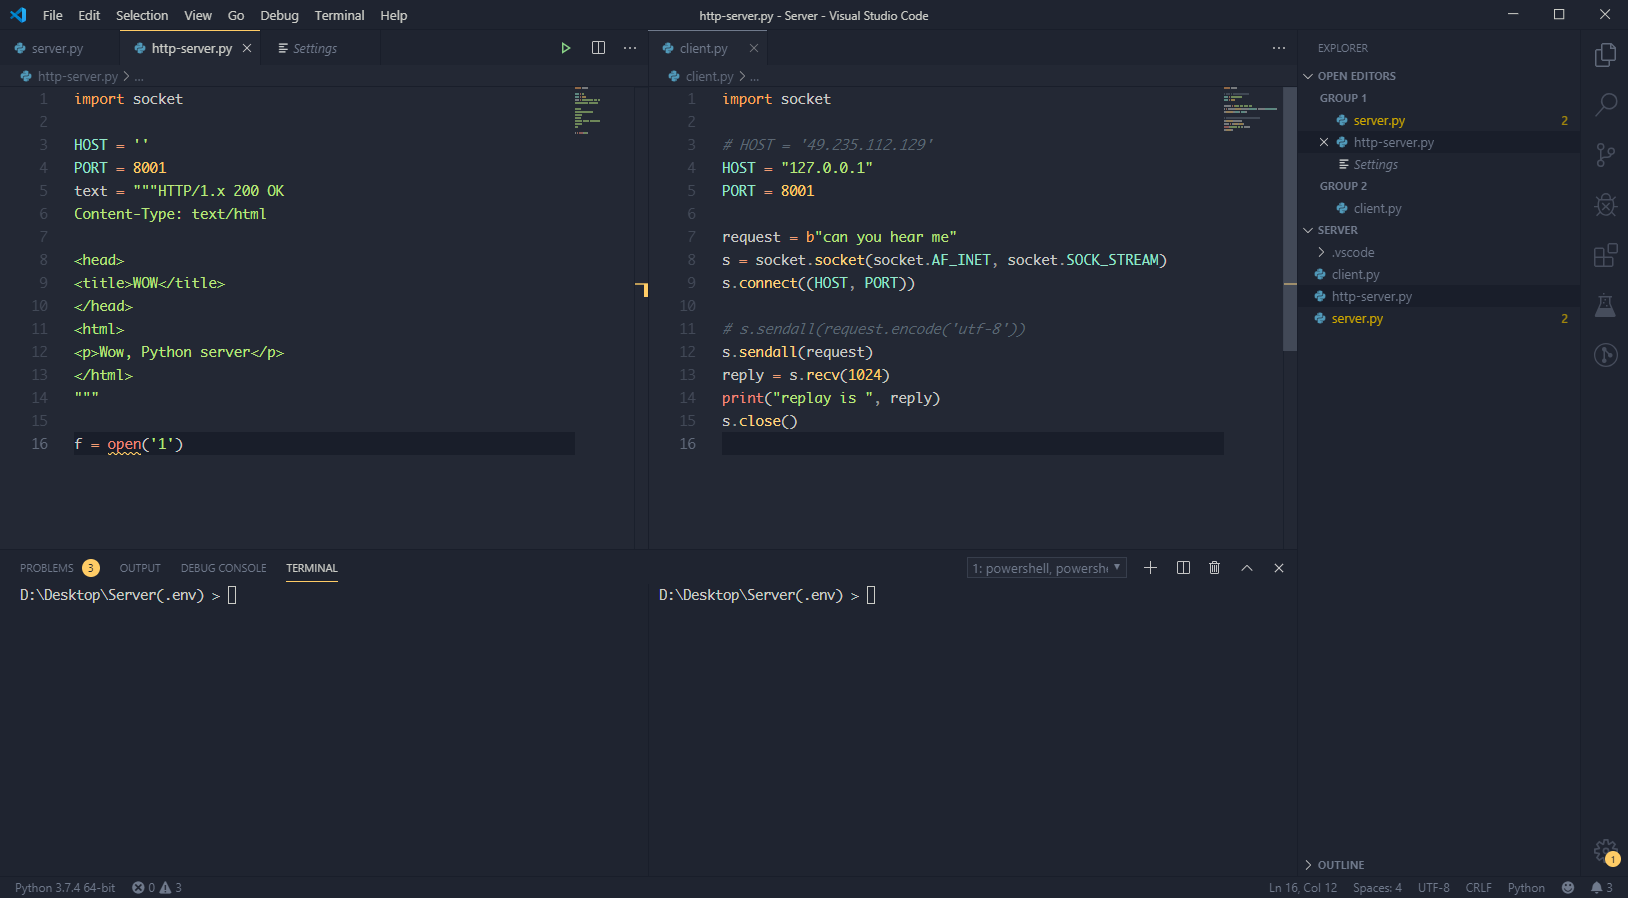 File Edit Selection View Go Debug Terminal Help
http-server.py - Server - Visual Studio Code
server.py
http-server.py
Settings
http-server.py > ...
1 import socket
2
3 HOST = ''
4 PORT = 8001
5 text = """HTTP/1.x 200 OK
6 Content-Type: text/html
7
8 <head>
9 <title>WOW</title>
10 </head>
11 <html>
12 <p>Wow, Python server</p>
13 </html>
14 """
15
16 f = open('1')
client.py
client.py > ...
1 import socket
2
3 # HOST = '49.235.112.129'
4 HOST = "127.0.0.1"
5 PORT = 8001
6
7 request = b"can you hear me"
8 s = socket.socket(socket.AF_INET, socket.SOCK_STREAM)
9 s.connect((HOST, PORT))
10
11 # s.sendall(request.encode('utf-8'))
12 s.sendall(request)
13 reply = s.recv(1024)
14 print("replay is ", reply)
15 s.close()
16
EXPLORER
OPEN EDITORS
GROUP 1
server.py 2
http-server.py
Settings
GROUP 2
client.py
SERVER
.vscode
client.py
http-server.py
server.py 2
OUTLINE
1
PROBLEMS 3 OUTPUT DEBUG CONSOLE TERMINAL
1: powershell, powershe
D:\Desktop\Server(.env) >
D:\Desktop\Server(.env) >
Python 3.7.4 64-bit 0 3
Ln 16, Col 12 Spaces: 4 UTF-8 CRLF Python 3